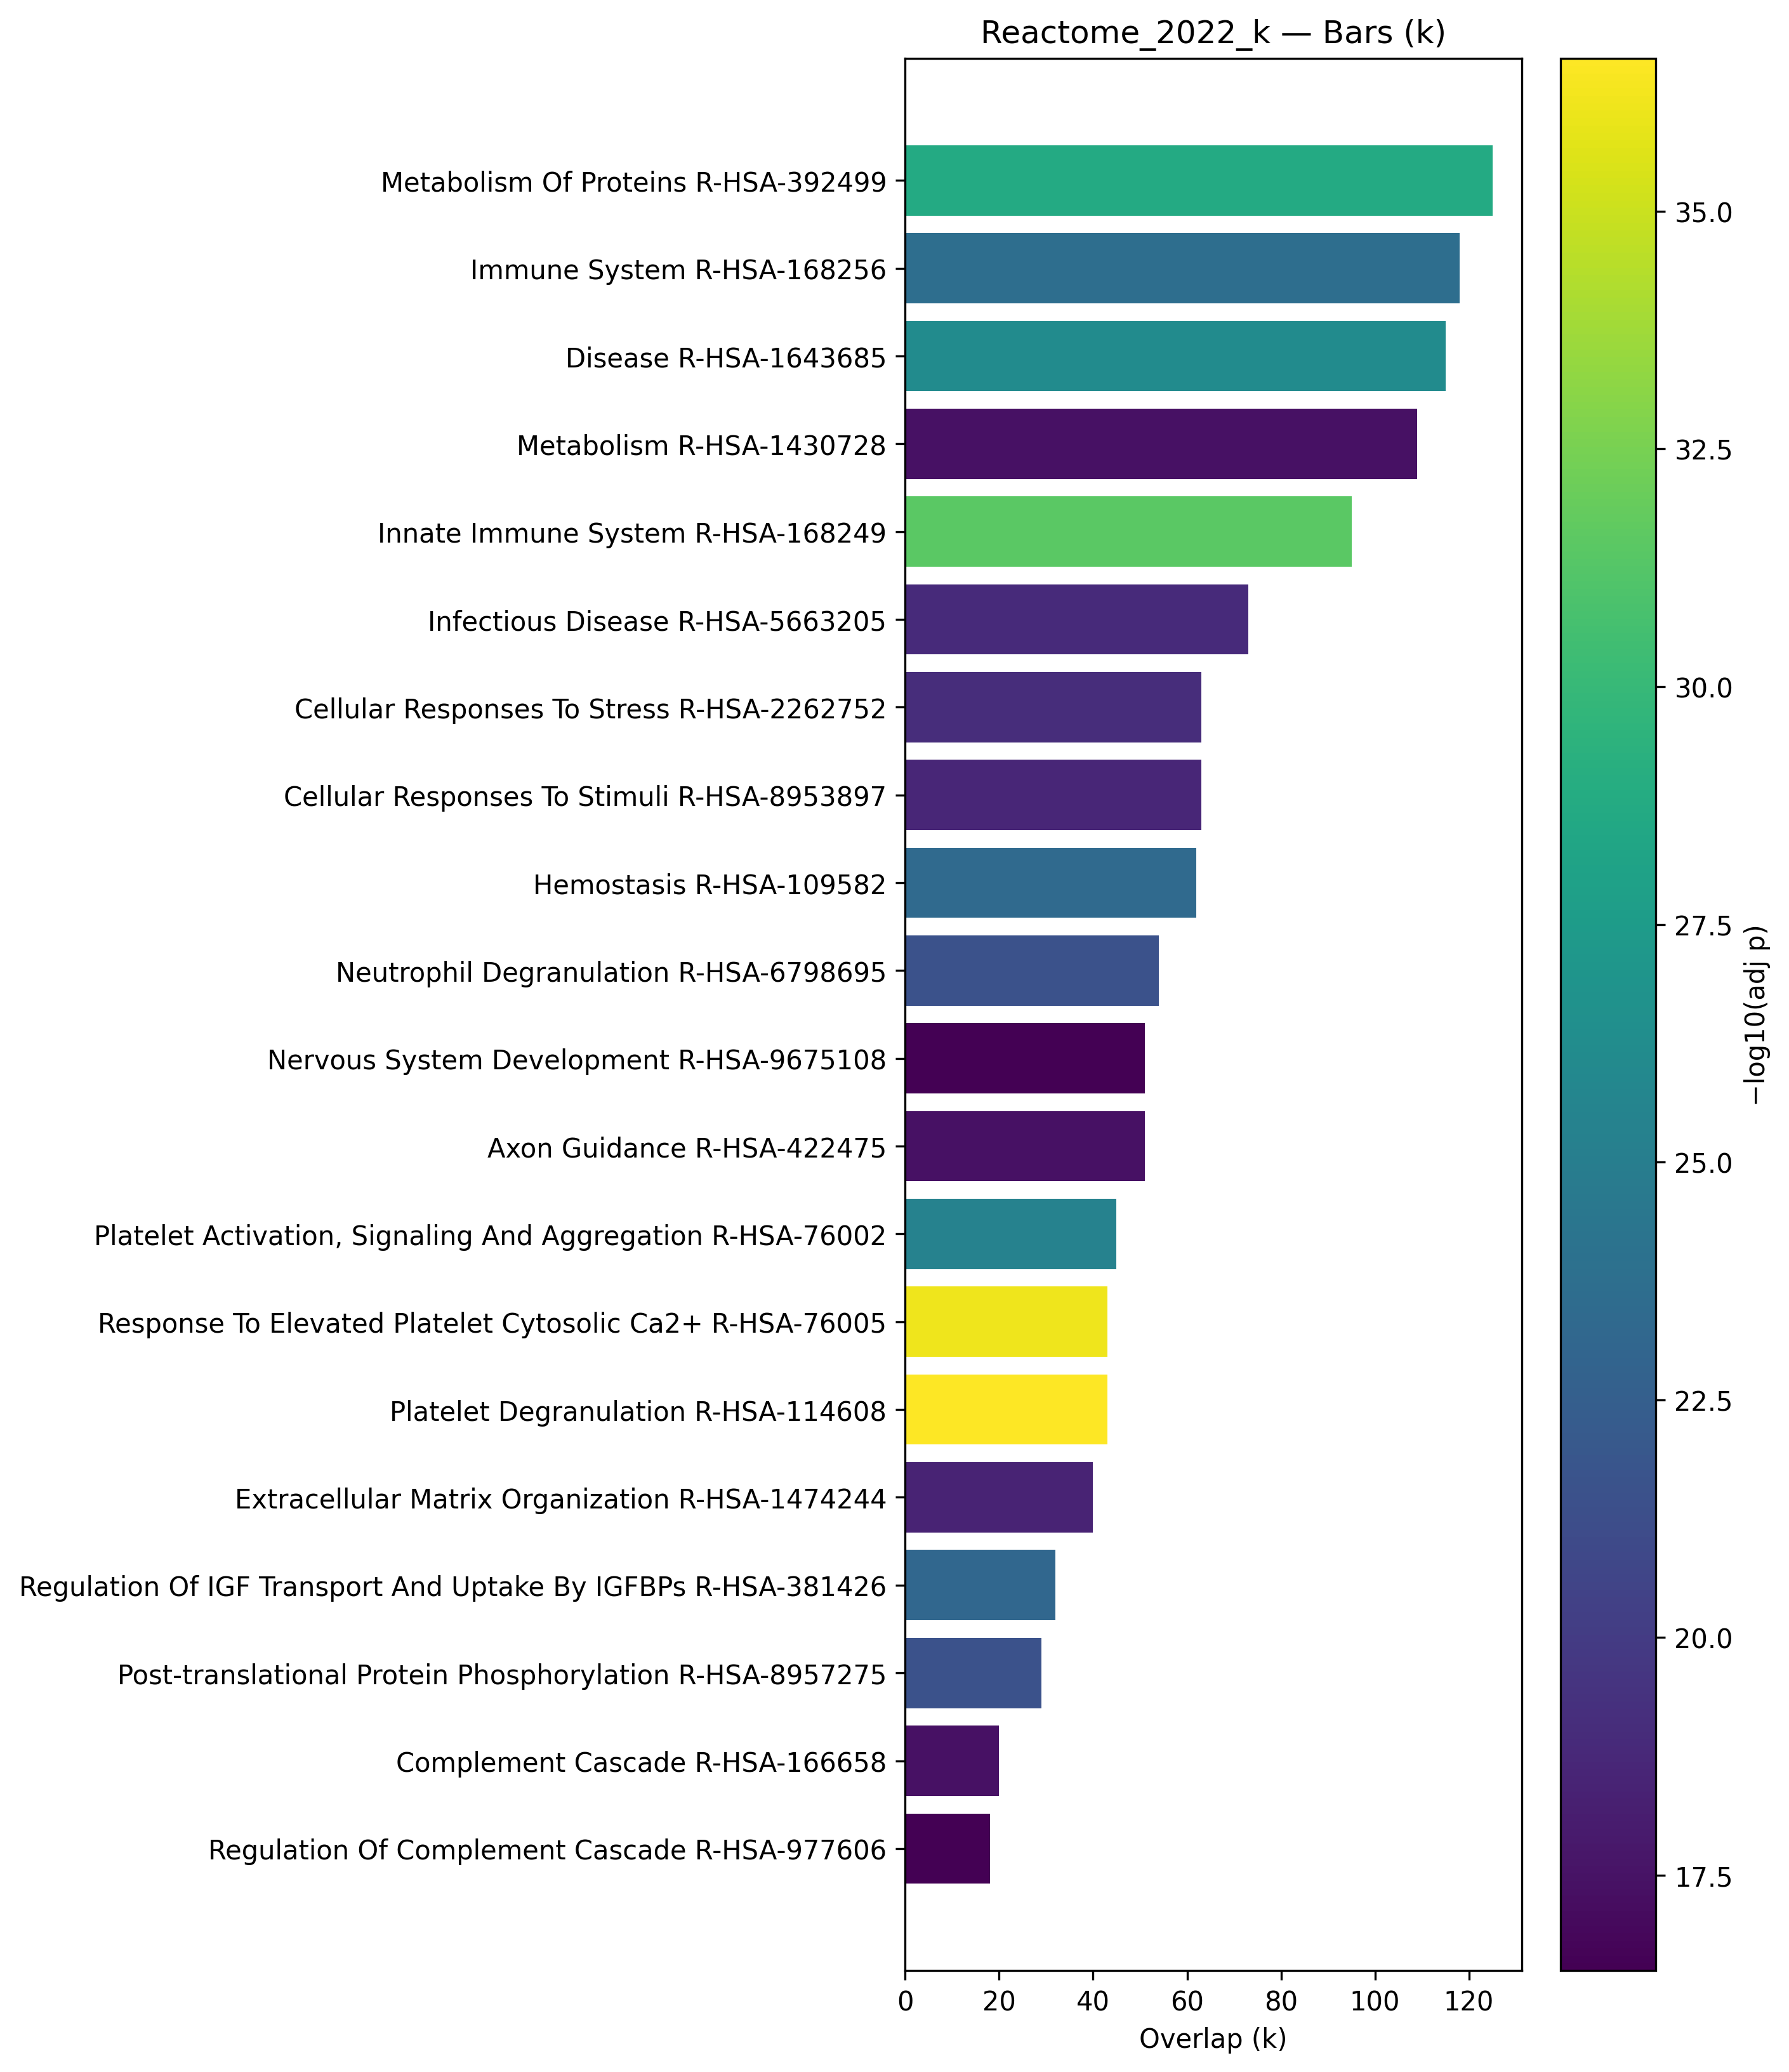 Reactome_2022_k — Bars (k)
Metabolism Of Proteins R-HSA-392499
Immune System R-HSA-168256
Disease R-HSA-1643685
Metabolism R-HSA-1430728
Innate Immune System R-HSA-168249
Infectious Disease R-HSA-5663205
Cellular Responses To Stress R-HSA-2262752
Cellular Responses To Stimuli R-HSA-8953897
Hemostasis R-HSA-109582
Neutrophil Degranulation R-HSA-6798695
Nervous System Development R-HSA-9675108
Axon Guidance R-HSA-422475
Platelet Activation, Signaling And Aggregation R-HSA-76002
Response To Elevated Platelet Cytosolic Ca2+ R-HSA-76005
Platelet Degranulation R-HSA-114608
Extracellular Matrix Organization R-HSA-1474244
Regulation Of IGF Transport And Uptake By IGFBPs R-HSA-381426
Post-translational Protein Phosphorylation R-HSA-8957275
Complement Cascade R-HSA-166658
Regulation Of Complement Cascade R-HSA-977606
0 20 40 60 80 100 120
Overlap (k)
35.0
32.5
30.0
27.5
25.0
22.5
20.0
17.5
−log10(adj p)